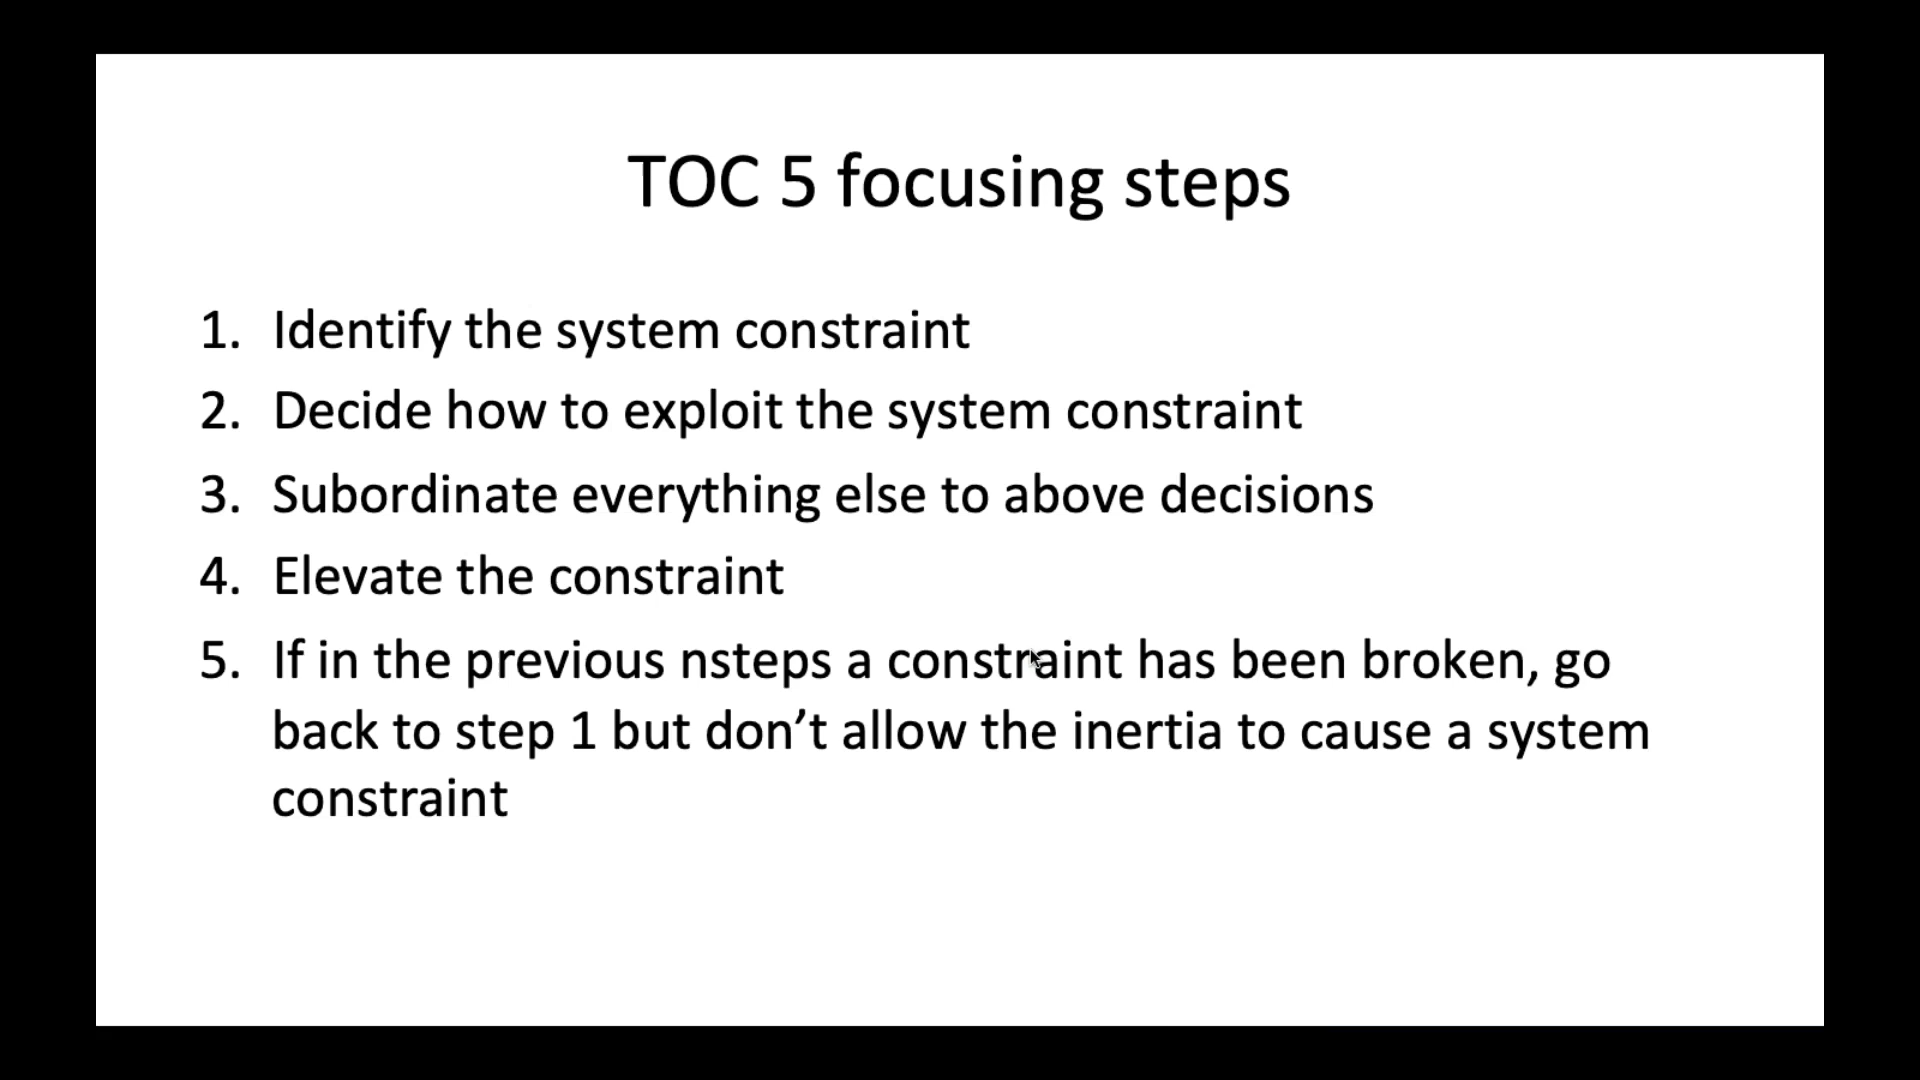 TOC 5 focusing steps
1. Identify the system constraint
2. Decide how to exploit the system constraint
3. Subordinate everything else to above decisions
4. Elevate the constraint
5. If in the previous nsteps a constraint has been broken, go
back to step 1 but don’t allow the inertia to cause a system
constraint